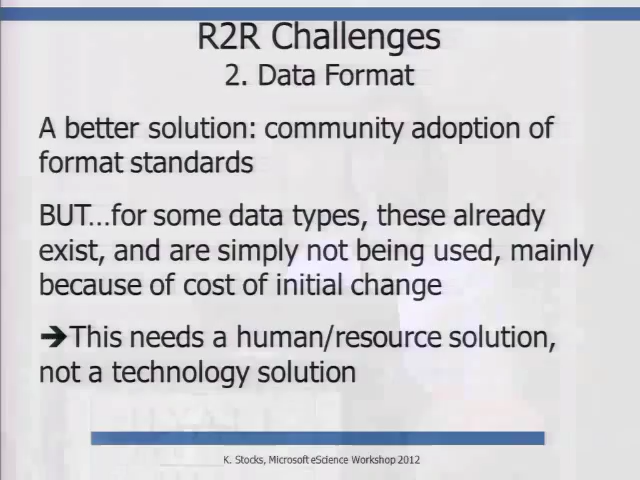 R2R Challenges
2. Data Format
A better solution: community adoption of
format standards
BUT...for some data types, these already
exist, and are simply not being used, mainly
because of cost of initial change
➔This needs a human/resource solution,
not a technology solution
K. Stocks, Microsoft eScience Workshop 2012